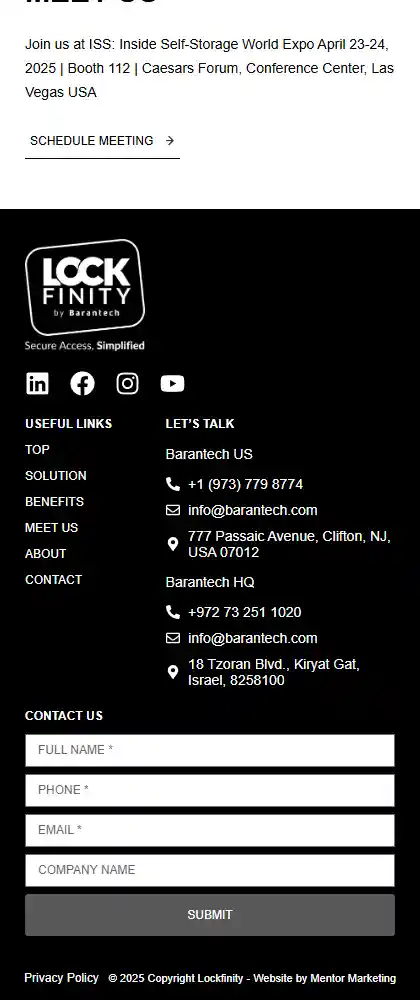 MEET US
Join us at ISS: Inside Self-Storage World Expo April 23-24,
2025 | Booth 112 | Caesars Forum, Conference Center, Las
Vegas USA
SCHEDULE MEETING
LOCK
FINITY
by Barantech
Secure Access. Simplified
USEFUL LINKS
TOP
SOLUTION
BENEFITS
MEET US
ABOUT
CONTACT
LET'S TALK
Barantech US
+1 (973) 779 8774
info@barantech.com
777 Passaic Avenue, Clifton, NJ,
USA 07012
Barantech HQ
+972 73 251 1020
info@barantech.com
18 Tzoran Blvd., Kiryat Gat,
Israel, 8258100
CONTACT US
FULL NAME *
PHONE *
EMAIL *
COMPANY NAME
SUBMIT
Privacy Policy © 2025 Copyright Lockfinity - Website by Mentor Marketing